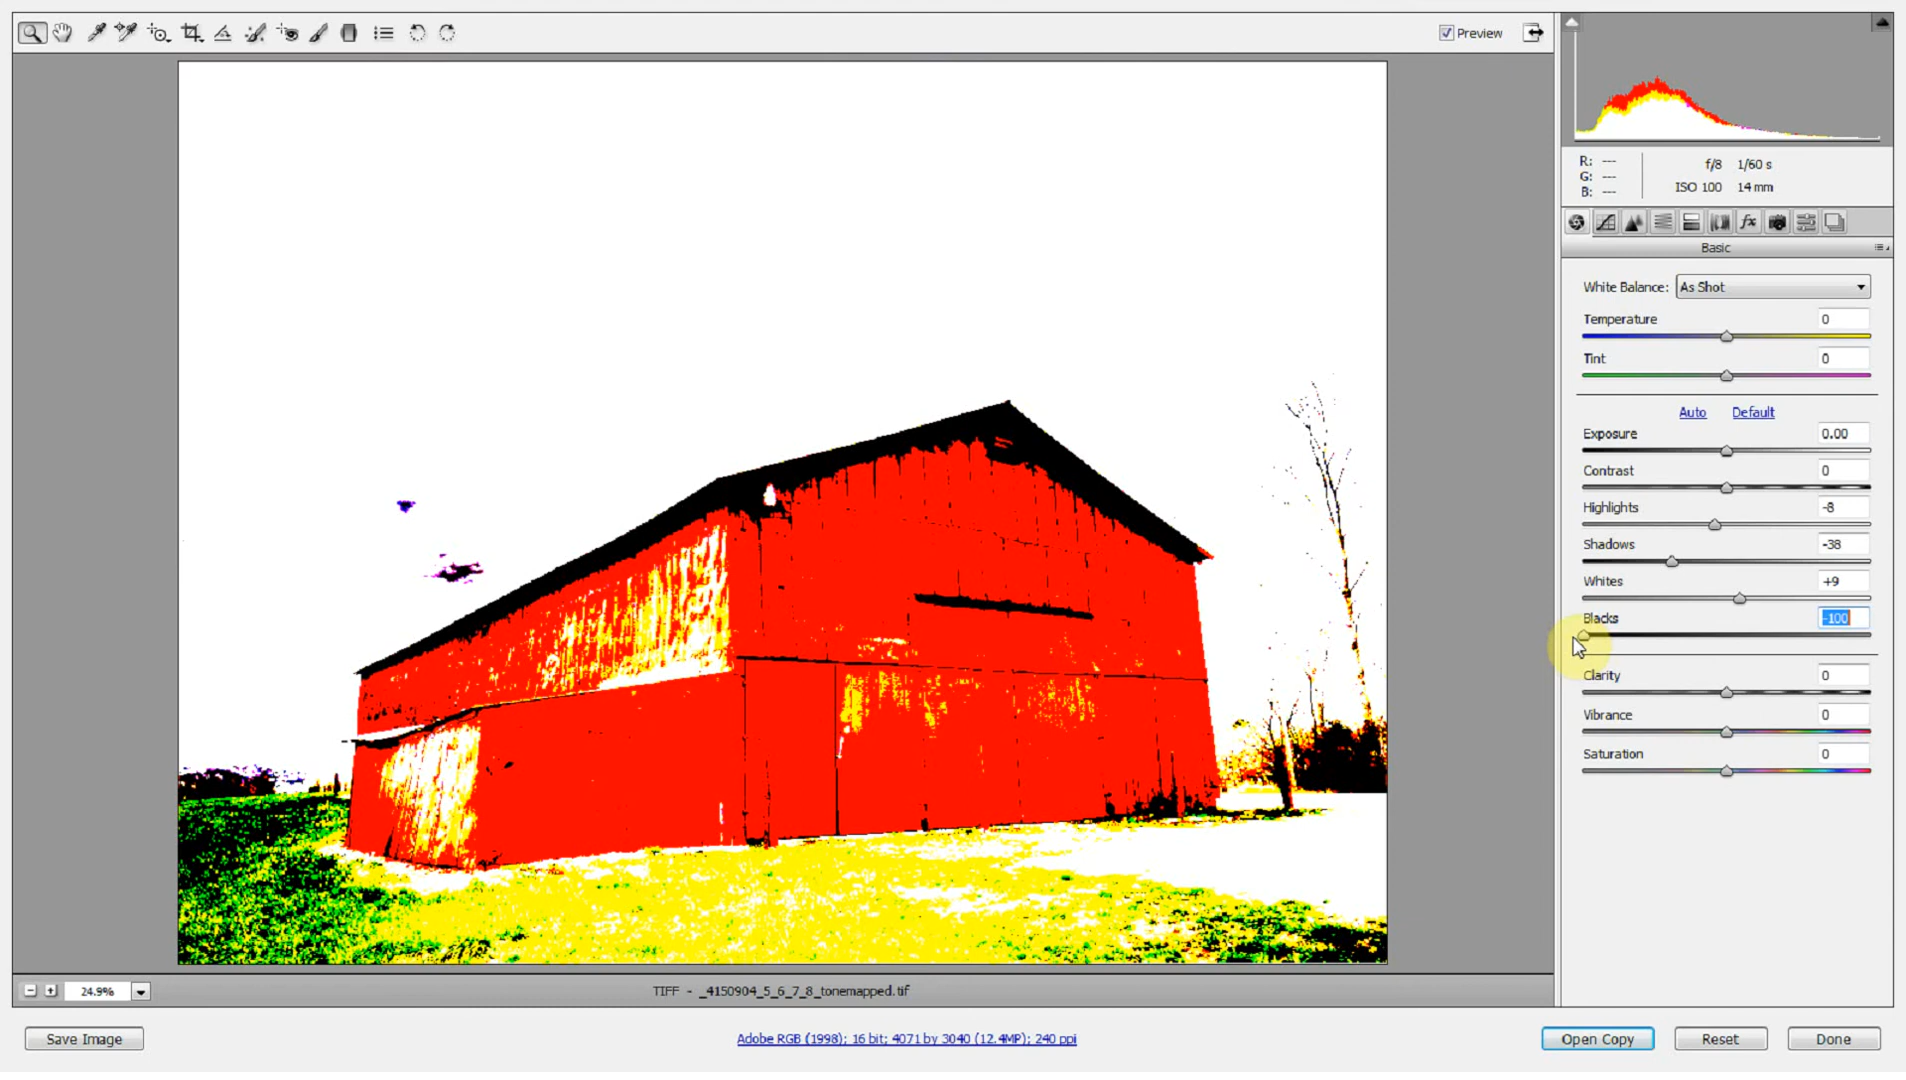 Preview
R: ---
G: ---
B: ---
f/8 1/60 s
ISO 100 14 mm
fx
Basic
White Balance: As Shot
Temperature 0
Tint 0
Auto Default
Exposure 0.00
Contrast 0
Highlights -8
Shadows -38
Whites +9
Blacks -100
Clarity 0
Vibrance 0
Saturation 0
24.9%
TIFF - _4150904_5_6_7_8_tonemapped.tif
Save Image
Adobe RGB (1998); 16 bit; 4071 by 3040 (12.4MP); 240 ppi
Open Copy
Reset
Done